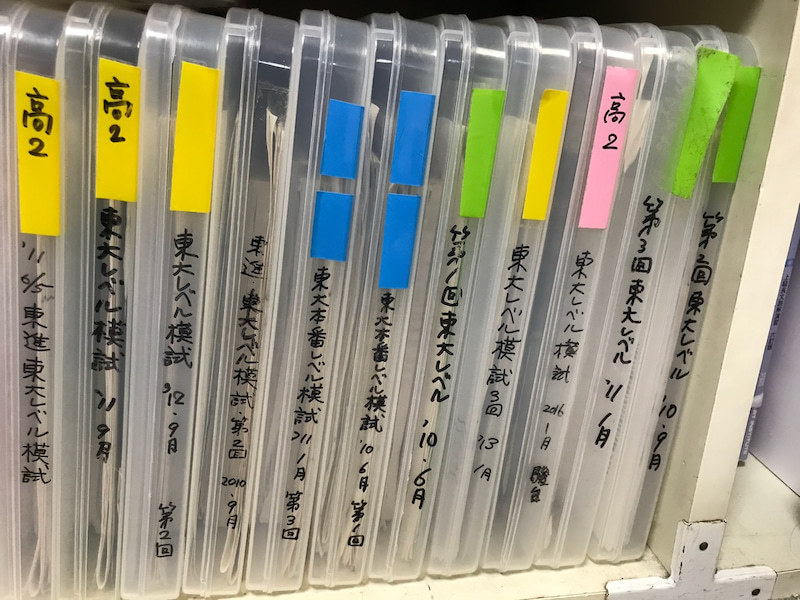 高2
'11 6/5 東進 東大レベル模試
高2
東大レベル模試 '11 9月
東大レベル模試 '12.9月 第2回
東進 東大レベル模試 第2回 2010.9月
東大本番レベル模試 '11 1月 第3回
東大本番レベル模試 '10 6月 第1回
第1回 東大レベル '10.6月
東大レベル模試 3回 '13 1月
高2
東大レベル模試 2016 1月 駿台
第3回 東大レベル '11 1月
第2回 東大レベル '10.9月